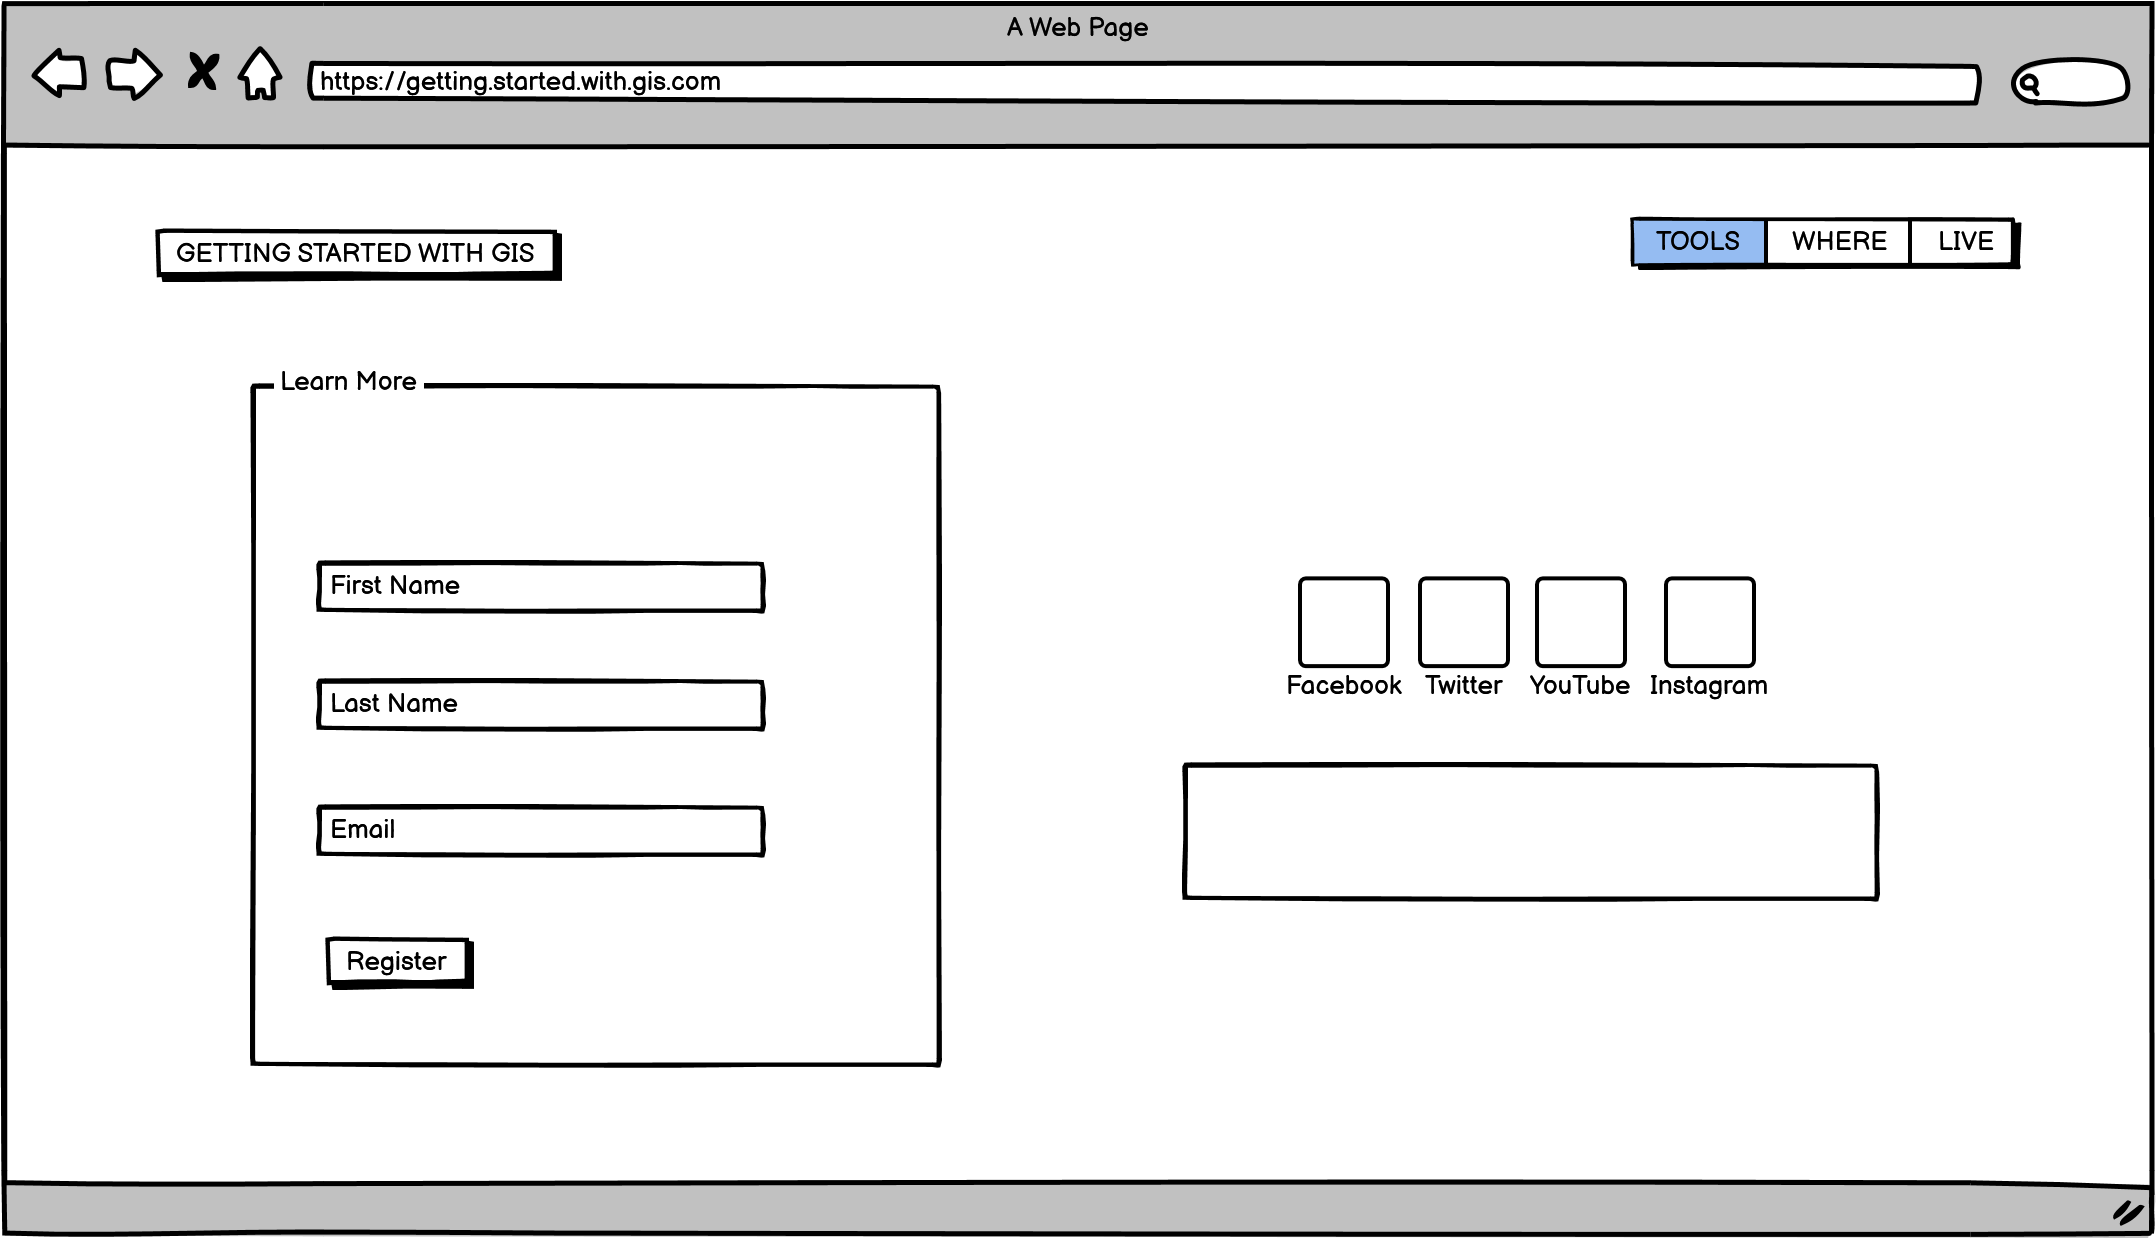 A Web Page
https://getting.started.with.gis.com
GETTING STARTED WITH GIS
TOOLS WHERE LIVE
Learn More
First Name
Last Name
Email
Register
Facebook Twitter YouTube Instagram